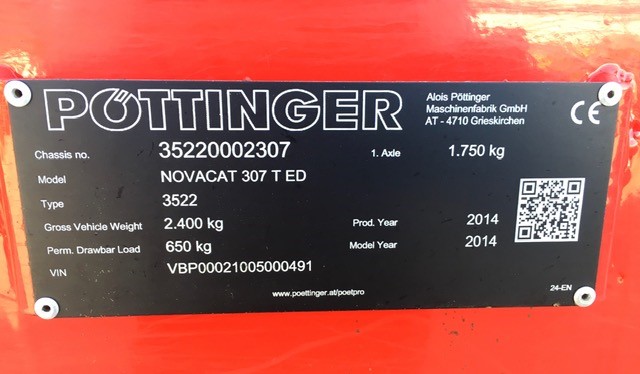 PÖTTINGER
Alois Pöttinger
Maschinenfabrik GmbH
AT - 4710 Grieskirchen
CE
Chassis no. 35220002307 1. Axle 1.750 kg
Model NOVACAT 307 T ED
Type 3522
Gross Vehicle Weight 2.400 kg Prod. Year 2014
Perm. Drawbar Load 650 kg Model Year 2014
VIN VBP00021005000491
www.poettinger.at/poetpro
24-EN